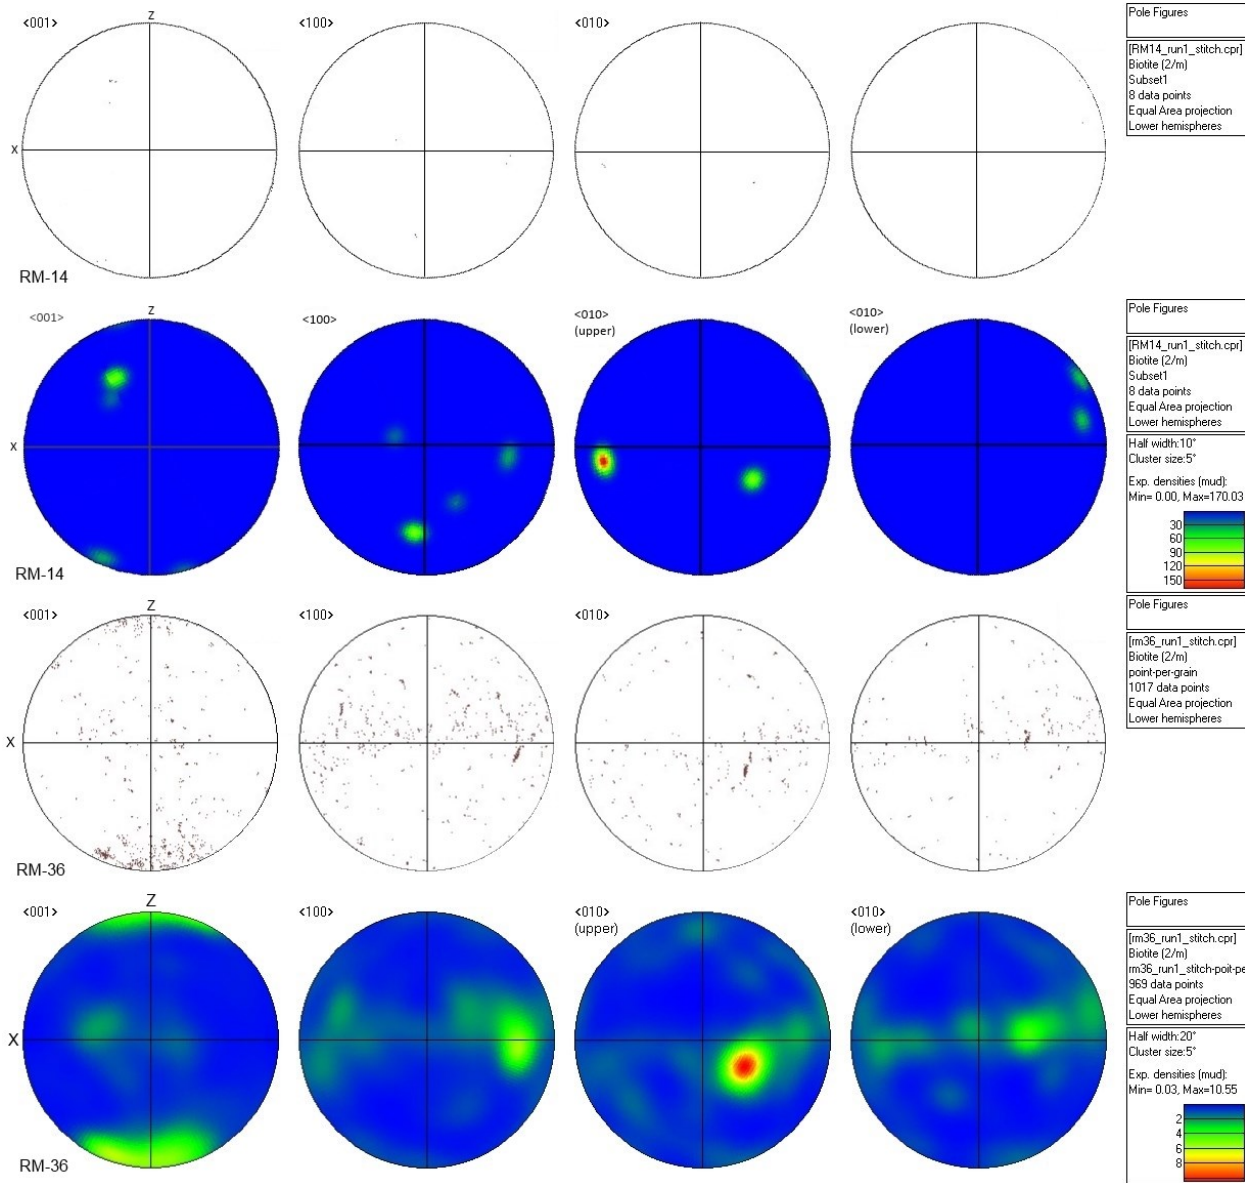 <001>
Z
<100>
<010>
X
RM-14
Pole Figures
[RM14_run1_stitch.cpr]
Biotite (2/m)
Subset1
8 data points
Equal Area projection
Lower hemispheres
<001>
Z
<100>
<010>
(upper)
<010>
(lower)
X
RM-14
Pole Figures
[RM14_run1_stitch.cpr]
Biotite (2/m)
Subset1
8 data points
Equal Area projection
Lower hemispheres
Half width:10°
Cluster size:5°
Exp. densities (mud):
Min= 0.00, Max=170.03
30
60
90
120
150
<001>
Z
<100>
<010>
X
RM-36
Pole Figures
[rm36_run1_stitch.cpr]
Biotite (2/m)
point-per-grain
1017 data points
Equal Area projection
Lower hemispheres
<001>
Z
<100>
<010>
(upper)
<010>
(lower)
X
RM-36
Pole Figures
[rm36_run1_stitch.cpr]
Biotite (2/m)
rm36_run1_stitch-poit-pe
969 data points
Equal Area projection
Lower hemispheres
Half width:20°
Cluster size:5°
Exp. densities (mud):
Min= 0.03, Max=10.55
2
4
6
8